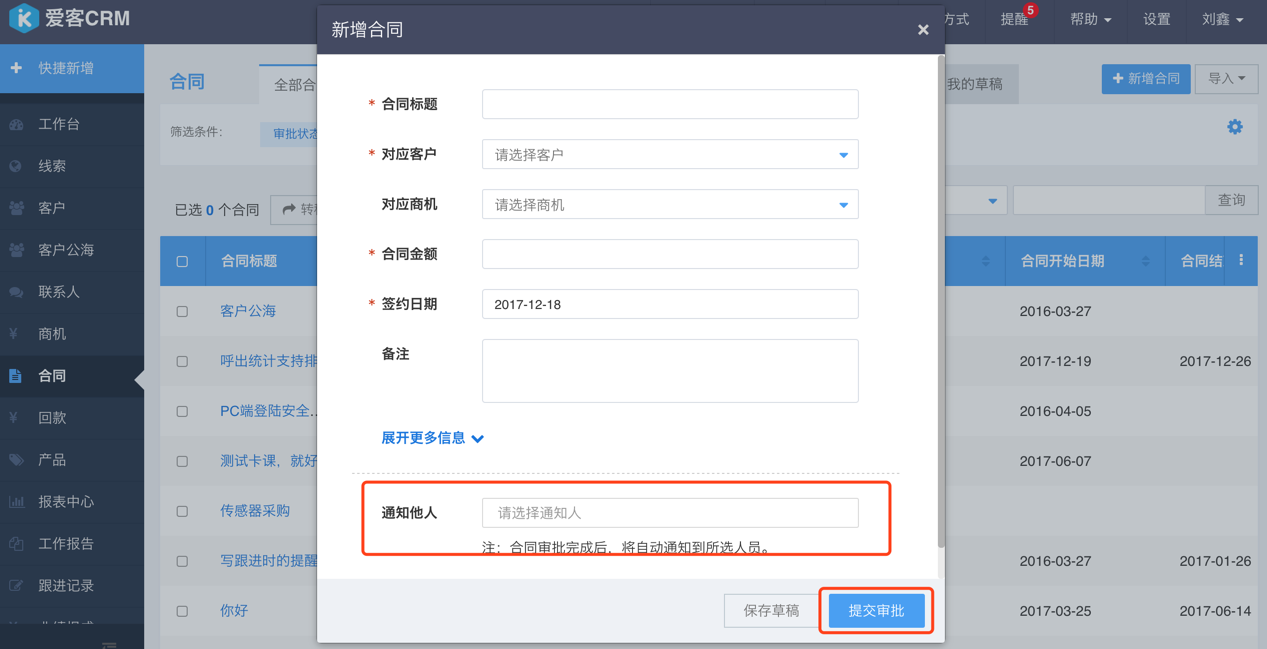 爱客CRM
方式
提醒
5
帮助
设置
刘鑫
快捷新增
工作台
线索
客户
客户公海
联系人
商机
合同
回款
产品
报表中心
工作报告
跟进记录
合同
全部合
我的草稿
新增合同
导入
筛选条件:
审批状态
已选 0 个合同
转移
查询
合同标题
合同开始日期
合同结
客户公海
2016-03-27
呼出统计支持排
2017-12-19
2017-12-26
PC端登陆安全...
2016-04-05
测试卡课，就好
2017-06-07
传感器采购
写跟进时的提醒
2016-03-27
2017-01-26
你好
2017-03-25
2017-06-14
新增合同
×
* 合同标题
* 对应客户
请选择客户
对应商机
请选择商机
* 合同金额
* 签约日期
2017-12-18
备注
展开更多信息
通知他人
请选择通知人
注：合同审批完成后，将自动通知到所选人员。
保存草稿
提交审批